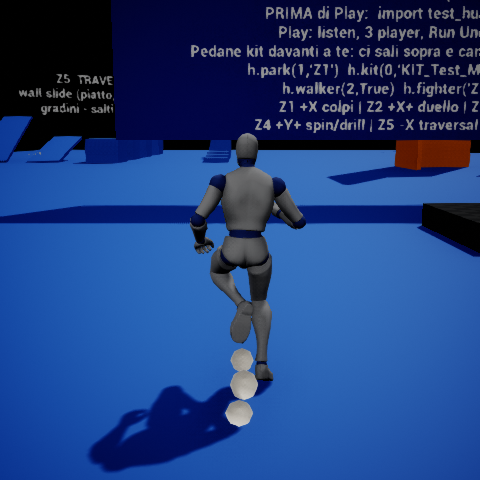 PRIMA di Play: import test_hu
Play: listen, 3 player, Run Un
Pedane kit davanti a te: ci sali sopra e can
h.park(1,'Z1') h.kit(0,'KIT_Test_M
h.walker(2,True) h.fighter('Z
Z1 +X colpi | Z2 +X+ duello | Z
Z4 +Y+ spin/drill | Z5 -X traversal
Z5 TRAVE
wall slide (piatto,
gradini - salti